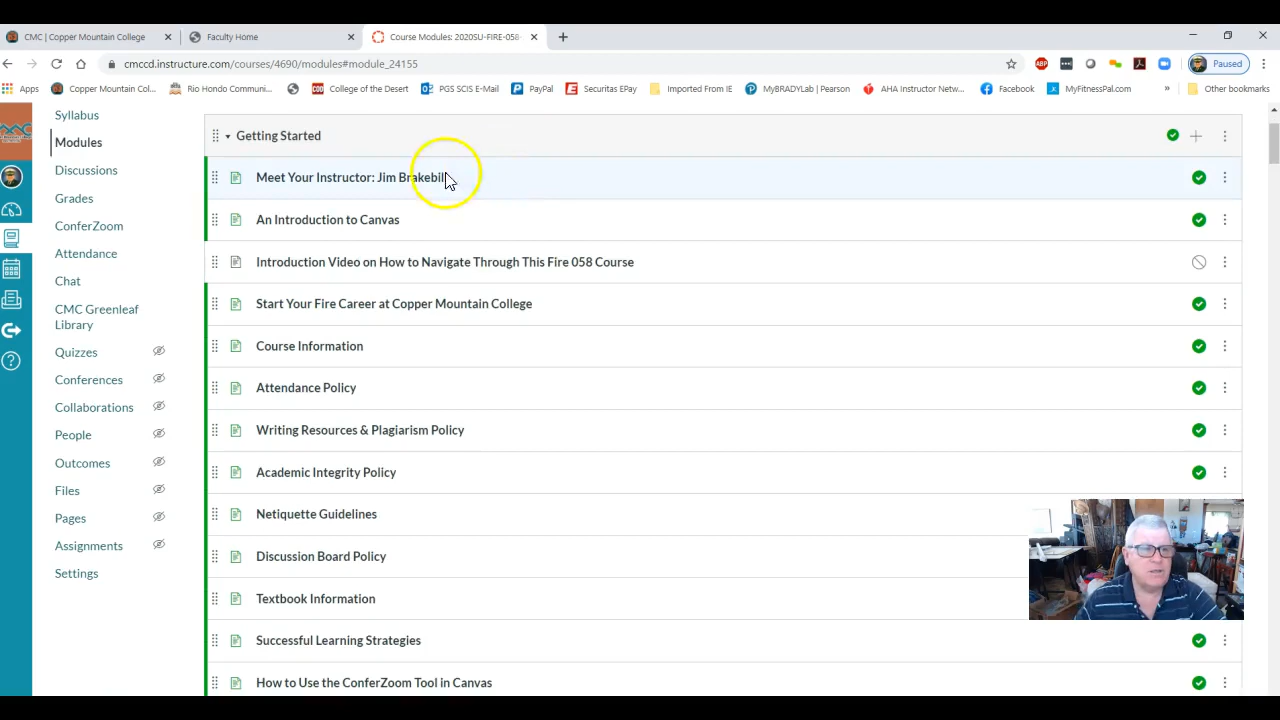 CMC | Copper Mountain College
Faculty Home
Course Modules: 2020SU-FIRE-058-
cmccd.instructure.com/courses/4690/modules#module_24155
ABP
Paused
Apps
Copper Mountain Col...
Rio Hondo Communi...
COD
College of the Desert
PGS SCIS E-Mail
PayPal
Securitas EPay
Imported From IE
MyBRADYLab | Pearson
AHA Instructor Netw...
Facebook
MyFitnessPal.com
»
Other bookmarks
Syllabus
Modules
Discussions
Grades
ConferZoom
Attendance
Chat
CMC Greenleaf
Library
Quizzes
Conferences
Collaborations
People
Outcomes
Files
Pages
Assignments
Settings
Getting Started
Meet Your Instructor: Jim Brakebill
An Introduction to Canvas
Introduction Video on How to Navigate Through This Fire 058 Course
Start Your Fire Career at Copper Mountain College
Course Information
Attendance Policy
Writing Resources & Plagiarism Policy
Academic Integrity Policy
Netiquette Guidelines
Discussion Board Policy
Textbook Information
Successful Learning Strategies
How to Use the ConferZoom Tool in Canvas